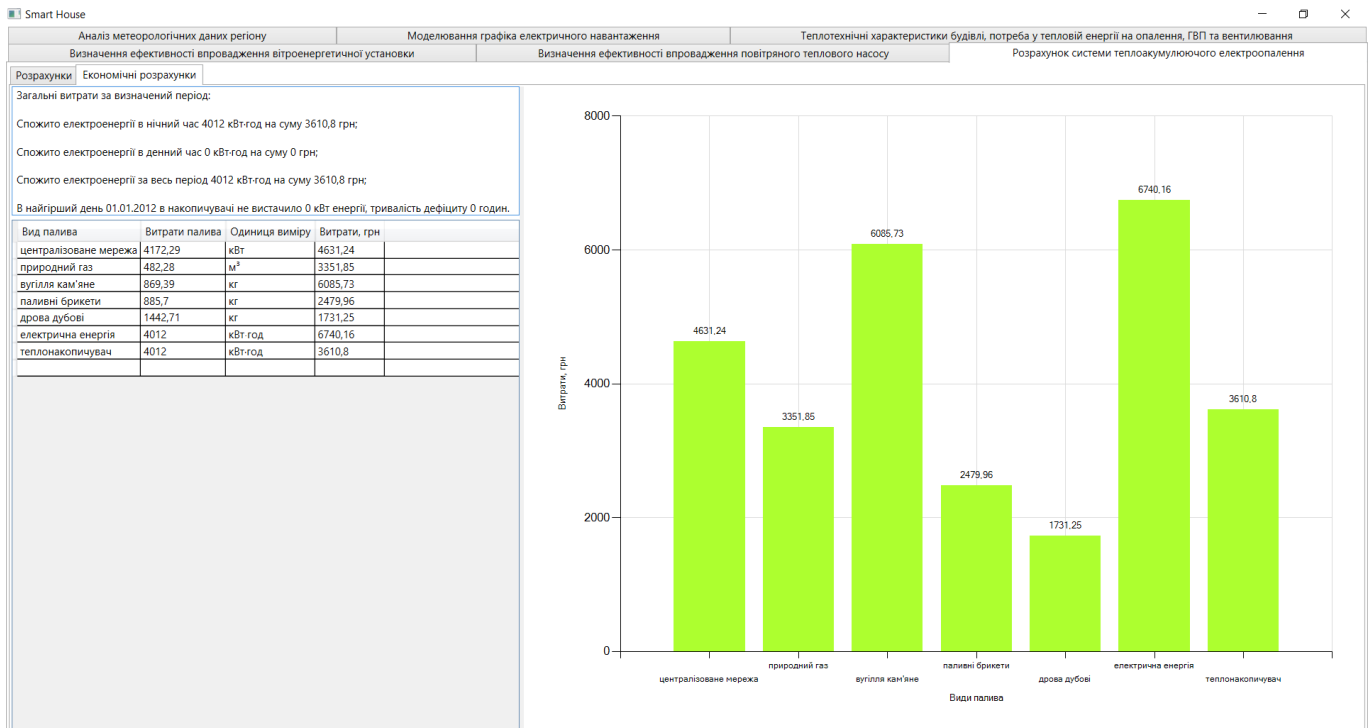 Smart House
Аналіз метеорологічних даних регіону
Моделювання графіка електричного навантаження
Теплотехнічні характеристики будівлі, потреба у тепловій енергії на опалення, ГВП та вентилювання
Визначення ефективності впровадження вітроенергетичної установки
Визначення ефективності впровадження повітряного теплового насосу
Розрахунок системи теплоакумулюючого електроопалення
Розрахунки Економічні розрахунки
Загальні витрати за визначений період:
Спожито електроенергії в нічний час 4012 кВт·год на суму 3610,8 грн;
Спожито електроенергії в денний час 0 кВт·год на суму 0 грн;
Спожито електроенергії за весь період 4012 кВт·год на суму 3610,8 грн;
В найгірший день 01.01.2012 в накопичувачі не вистачило 0 кВт енергії, тривалість дефіциту 0 годин.
Вид палива Витрати палива Одиниця виміру Витрати, грн
централізоване мережа 4172,29 кВт 4631,24
природний газ 482,28 м³ 3351,85
вугілля кам'яне 869,39 кг 6085,73
паливні брикети 885,7 кг 2479,96
дрова дубові 1442,71 кг 1731,25
електрична енергія 4012 кВт·год 6740,16
теплонакопичувач 4012 кВт·год 3610,8
8000
6000
4000
2000
0
Витрати, грн
4631,24
3351,85
6085,73
2479,96
1731,25
6740,16
3610,8
централізоване мережа
природний газ
вугілля кам'яне
паливні брикети
дрова дубові
електрична енергія
теплонакопичувач
Види палива